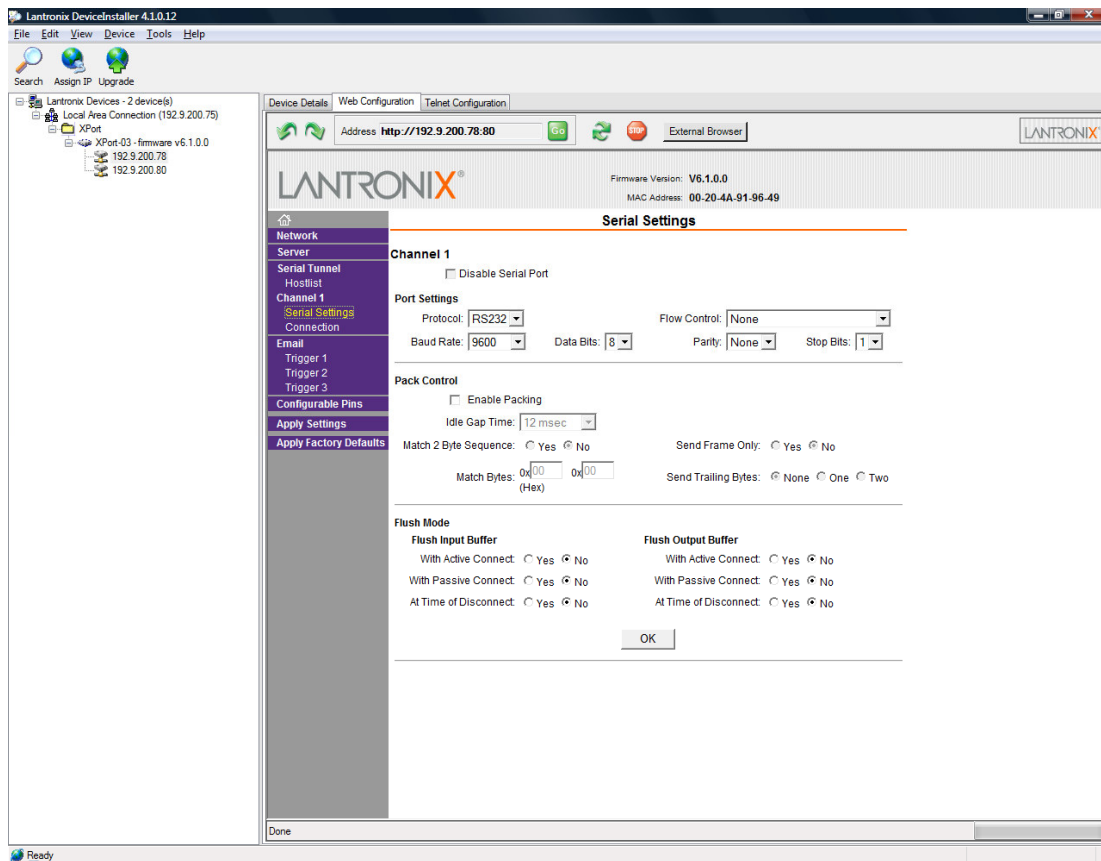 Lantronix DeviceInstaller 4.1.0.12
File Edit View Device Tools Help
Search Assign IP Upgrade
Lantronix Devices - 2 device(s)
Local Area Connection (192.9.200.75)
XPort
XPort-03 - firmware v6.1.0.0
192.9.200.78
192.9.200.80
Device Details Web Configuration Telnet Configuration
Address http://192.9.200.78:80 Go STOP External Browser LANTRONIX
LANTRONIX®
Firmware Version: V6.1.0.0
MAC Address: 00-20-4A-91-96-49
Network
Server
Serial Tunnel
Hostlist
Channel 1
Serial Settings
Connection
Email
Trigger 1
Trigger 2
Trigger 3
Configurable Pins
Apply Settings
Apply Factory Defaults
Serial Settings
Channel 1
Disable Serial Port
Port Settings
Protocol: RS232 Flow Control: None
Baud Rate: 9600 Data Bits: 8 Parity: None Stop Bits: 1
Pack Control
Enable Packing
Idle Gap Time: 12 msec
Match 2 Byte Sequence: Yes No Send Frame Only: Yes No
Match Bytes: 0x00 0x00 Send Trailing Bytes: None One Two
(Hex)
Flush Mode
Flush Input Buffer Flush Output Buffer
With Active Connect: Yes No With Active Connect: Yes No
With Passive Connect: Yes No With Passive Connect: Yes No
At Time of Disconnect: Yes No At Time of Disconnect: Yes No
OK
Done
Ready